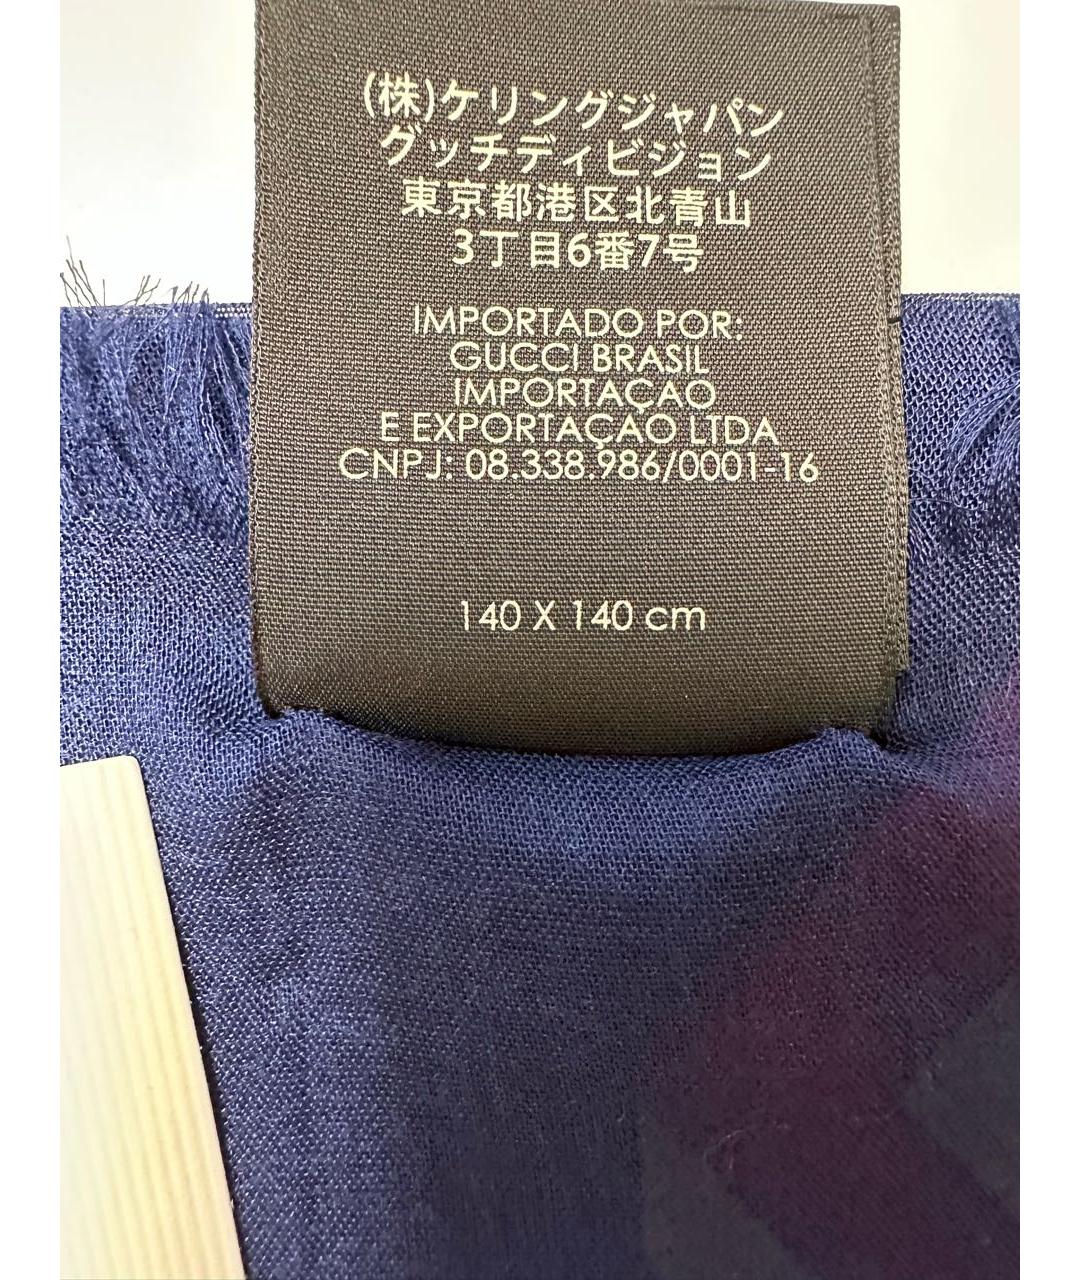 (株)ケリングジャパン
グッチディビジョン
東京都港区北青山
3丁目6番7号
IMPORTADO POR:
GUCCI BRASIL
IMPORTAÇAO
E EXPORTAÇAO LTDA
CNPJ: 08.338.986/0001-16
140 X 140 cm